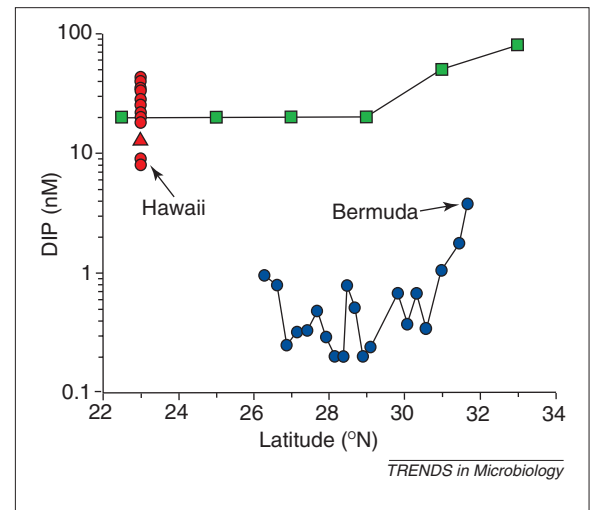 100
10
1
0.1
DIP (nM)
Hawaii
Bermuda
22 24 26 28 30 32 34
Latitude (°N)
TRENDS in Microbiology